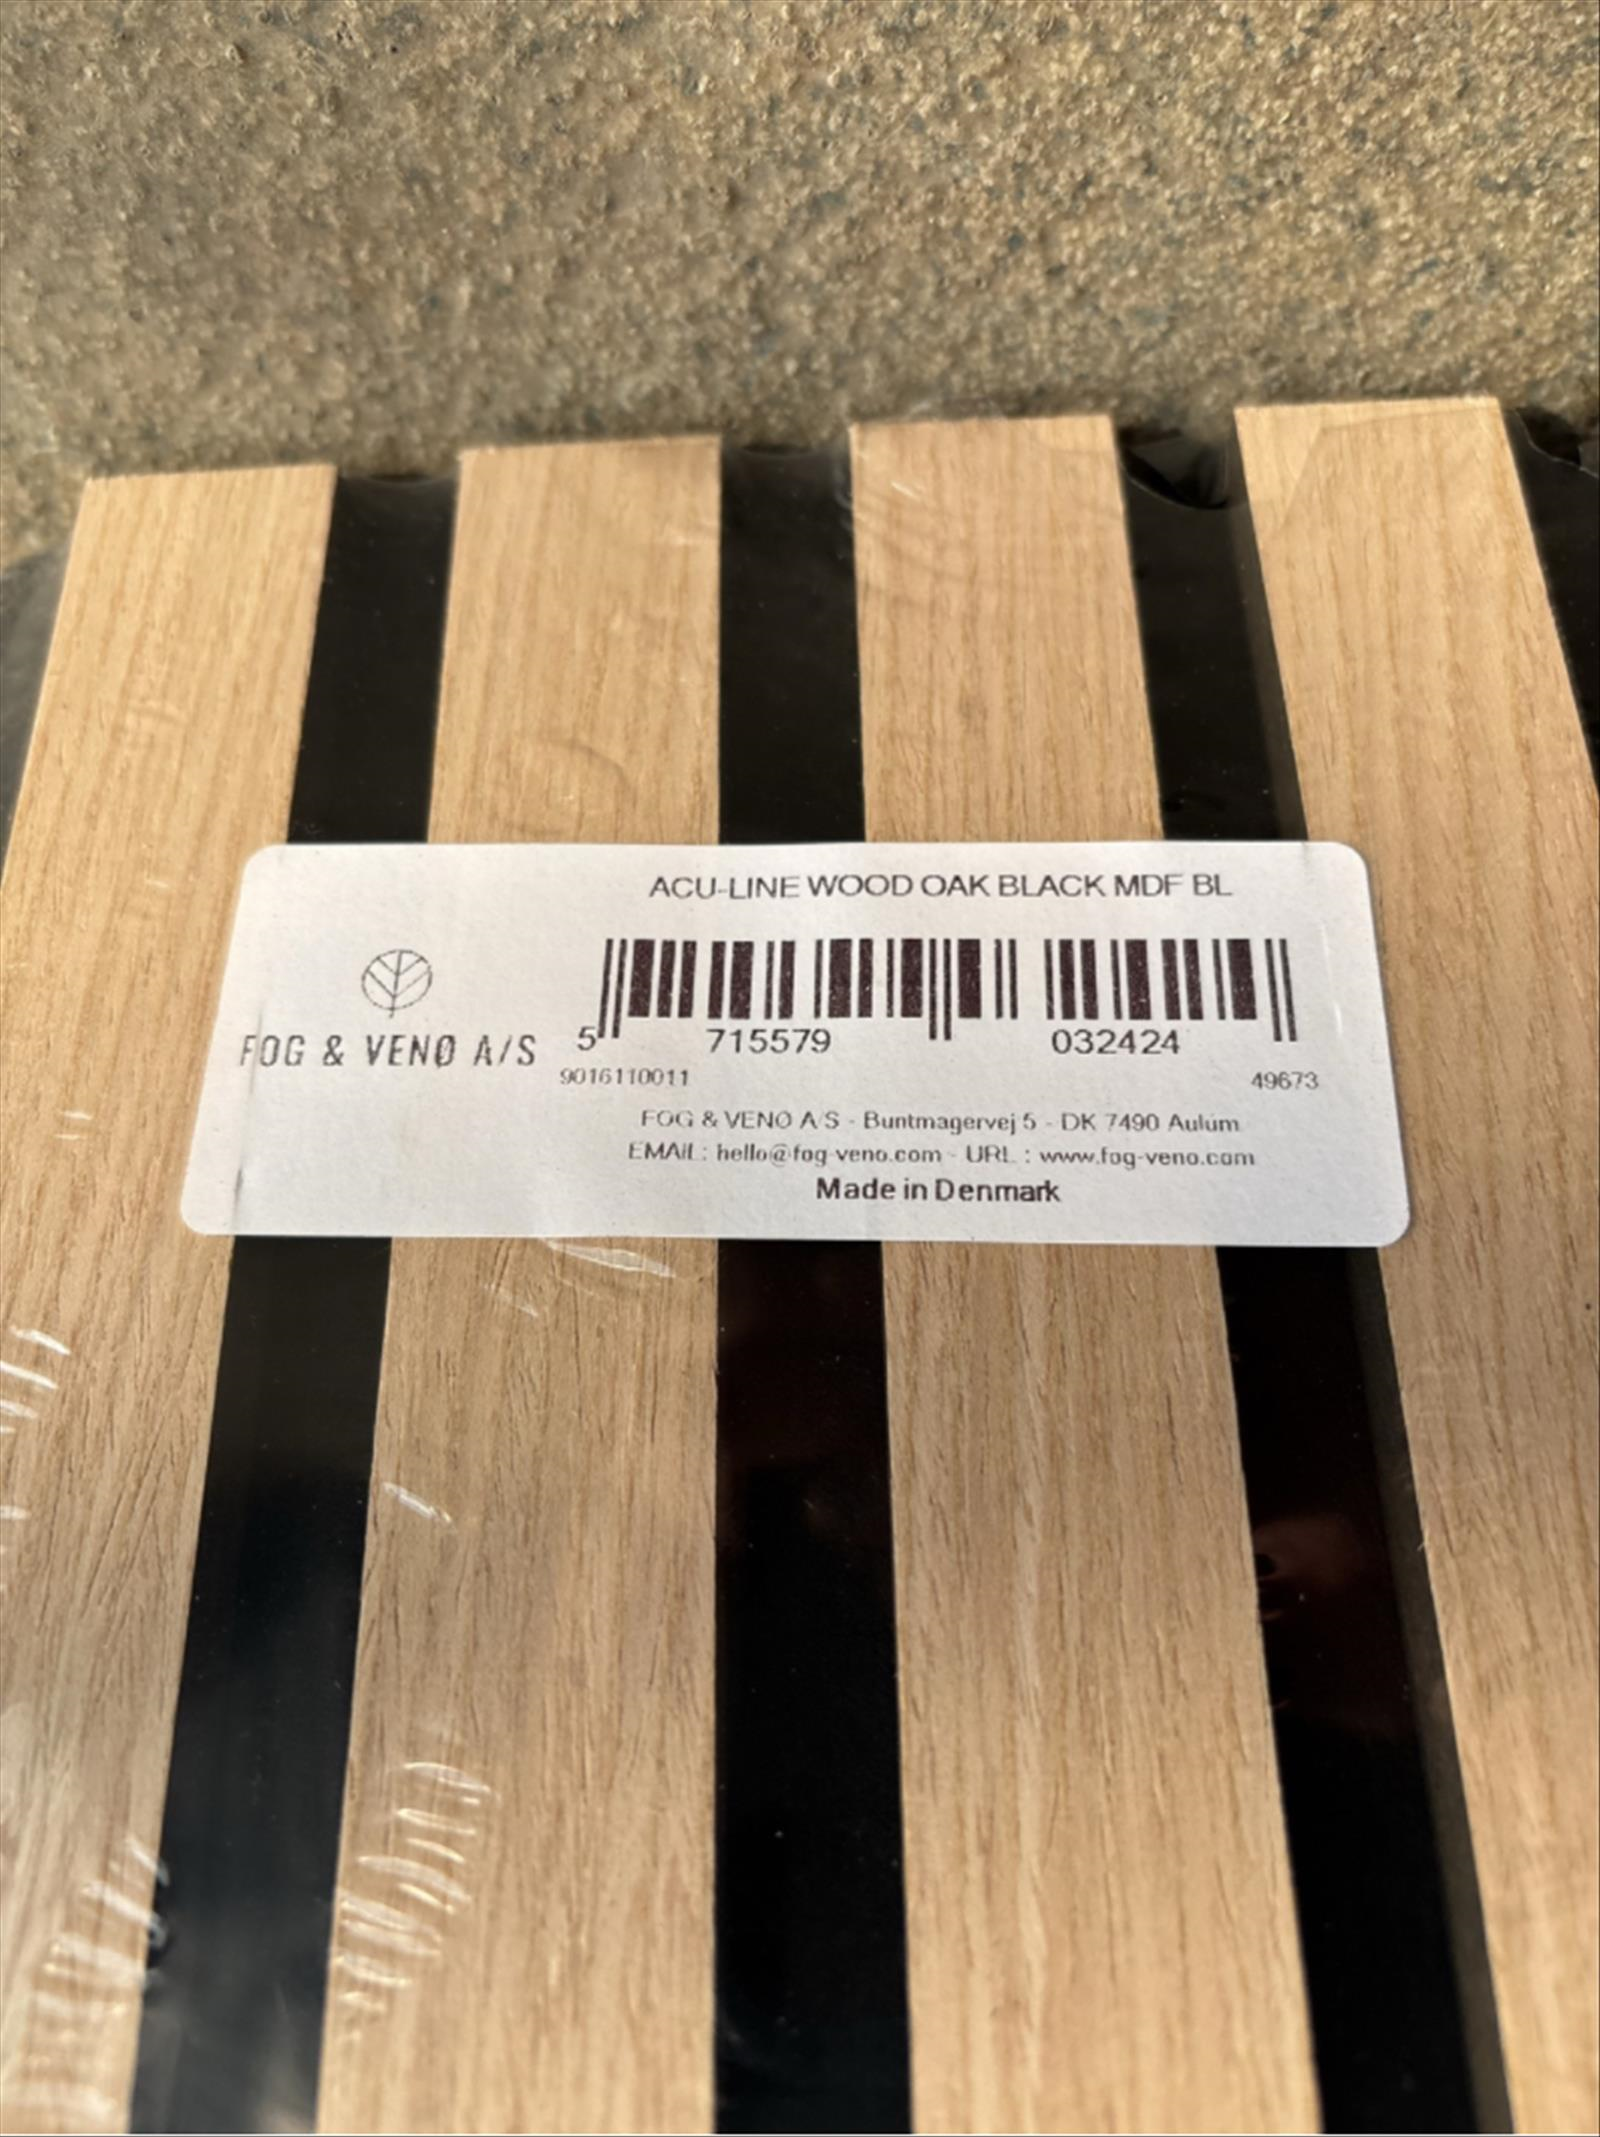 ACU-LINE WOOD OAK BLACK MDF BL
FOG & VENØ A/S
5 715579 032424
9016110011 49673
FOG & VENØ A/S - Buntmagervej 5 - DK 7490 Aulum
EMAIL : hello@fog-veno.com - URL : www.fog-veno.com
Made in Denmark